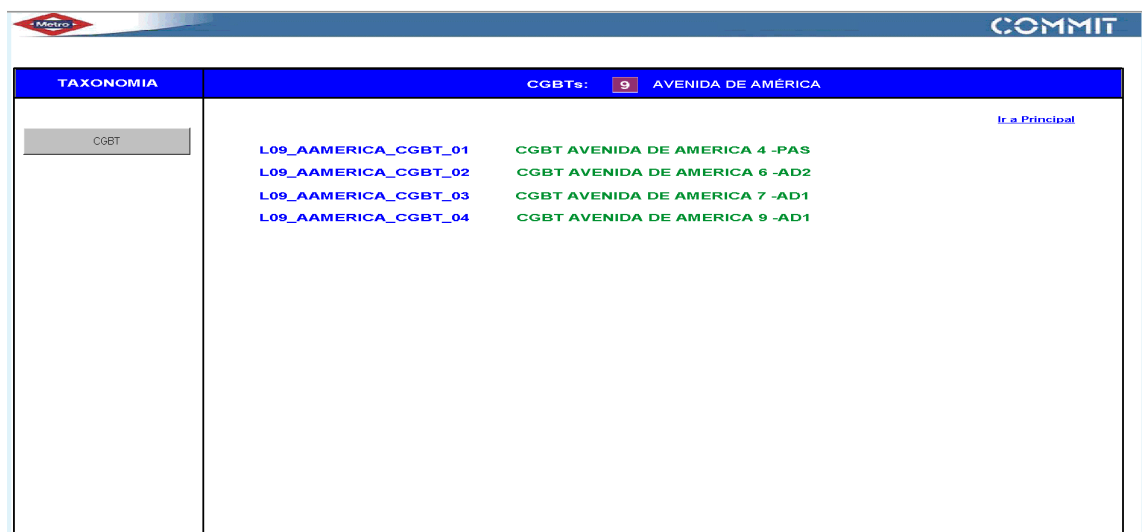 Metro
COMMIT
TAXONOMIA
CGBTs: 9 AVENIDA DE AMÉRICA
Ir a Principal
CGBT
L09_AAMERICA_CGBT_01 CGBT AVENIDA DE AMERICA 4 -PAS
L09_AAMERICA_CGBT_02 CGBT AVENIDA DE AMERICA 6 -AD2
L09_AAMERICA_CGBT_03 CGBT AVENIDA DE AMERICA 7 -AD1
L09_AAMERICA_CGBT_04 CGBT AVENIDA DE AMERICA 9 -AD1